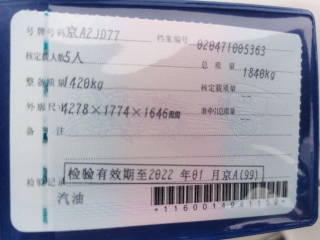 号牌号码 京AZJD77 档案编号 020471005363
核定载人数 5人 总质量 1840kg
整备质量 1420kg 核定载质量 --
外廓尺寸 4278×1774×1646mm 准牵引总质量 --
备注
检验有效期至2022年01月京A(99)
检验记录
汽油